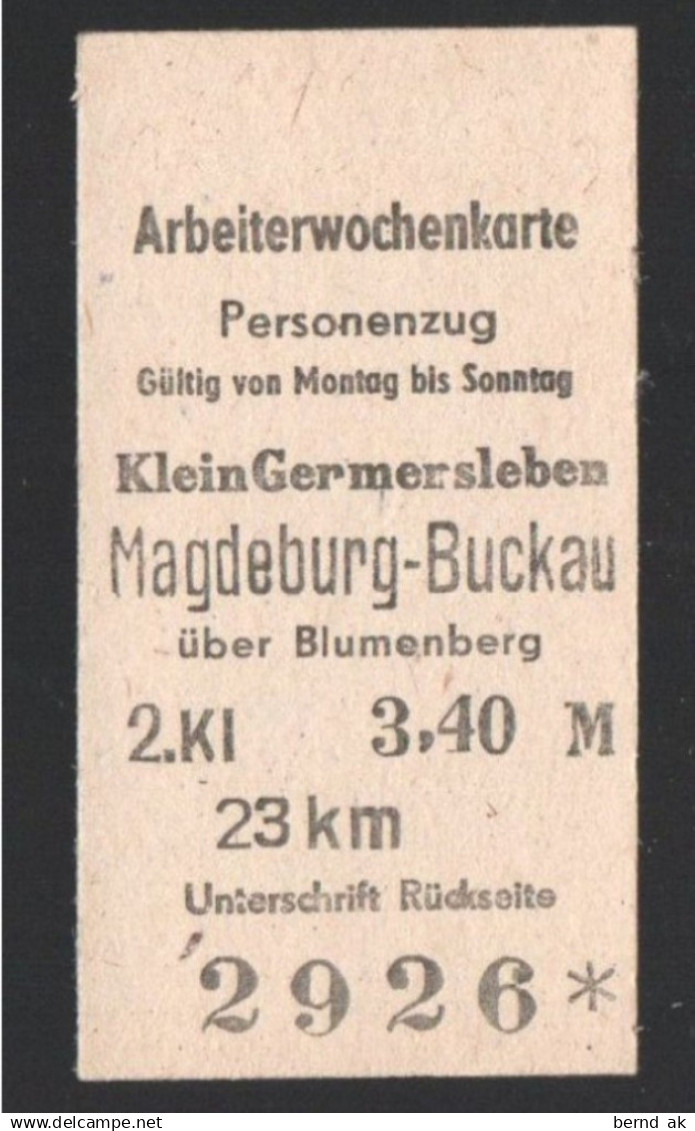 Arbeiterwochenkarte
Personenzug
Gültig von Montag bis Sonntag
KleinGermersleben
Magdeburg-Buckau
über Blumenberg
2.Kl 3,40 M
23 km
Unterschrift Rückseite
2926*
delcampe.net
bernd ak